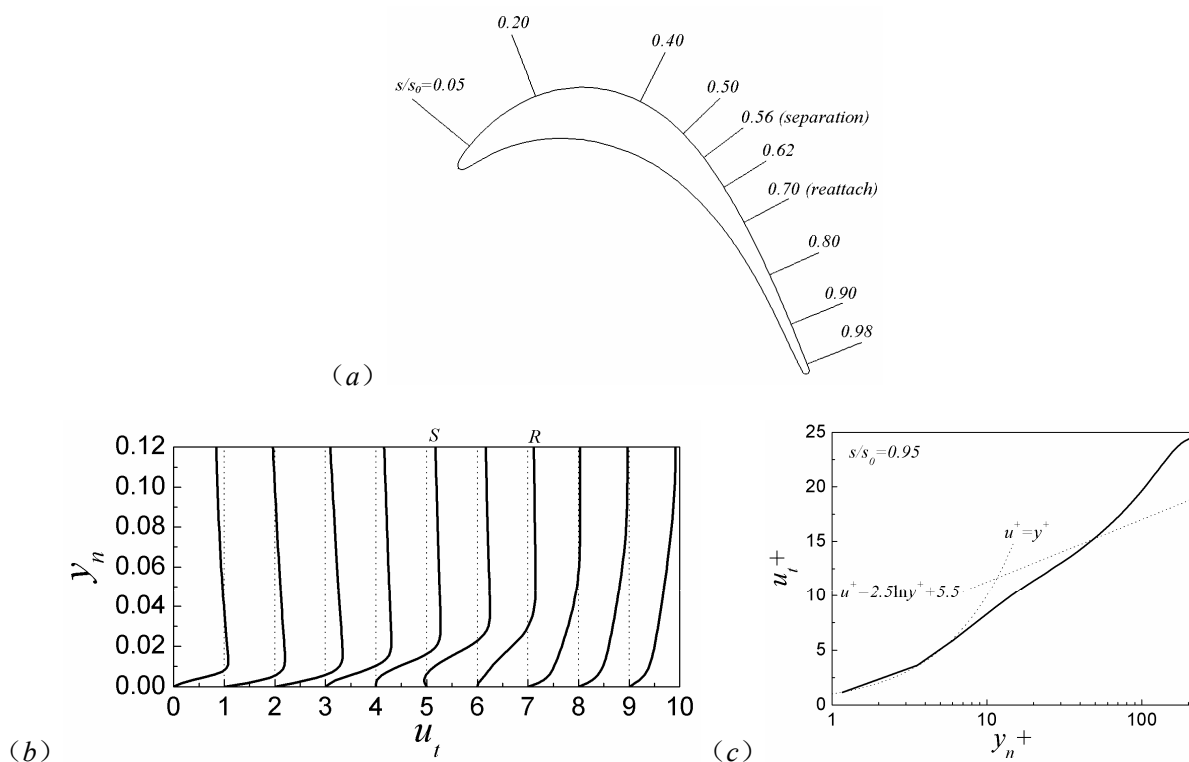 0.20
0.40
s/s0=0.05
0.50
0.56 (separation)
0.62
0.70 (reattach)
0.80
0.90
0.98
(a)
S R
0.12
0.10
0.08
0.06
0.04
0.02
0.00
yn
0 1 2 3 4 5 6 7 8 9 10
ut
(b)
25
20
15
10
5
0
s/s0=0.95
u+=y+
u+−2.5lny++5.5
ut+
1 10 100
yn+
(c)